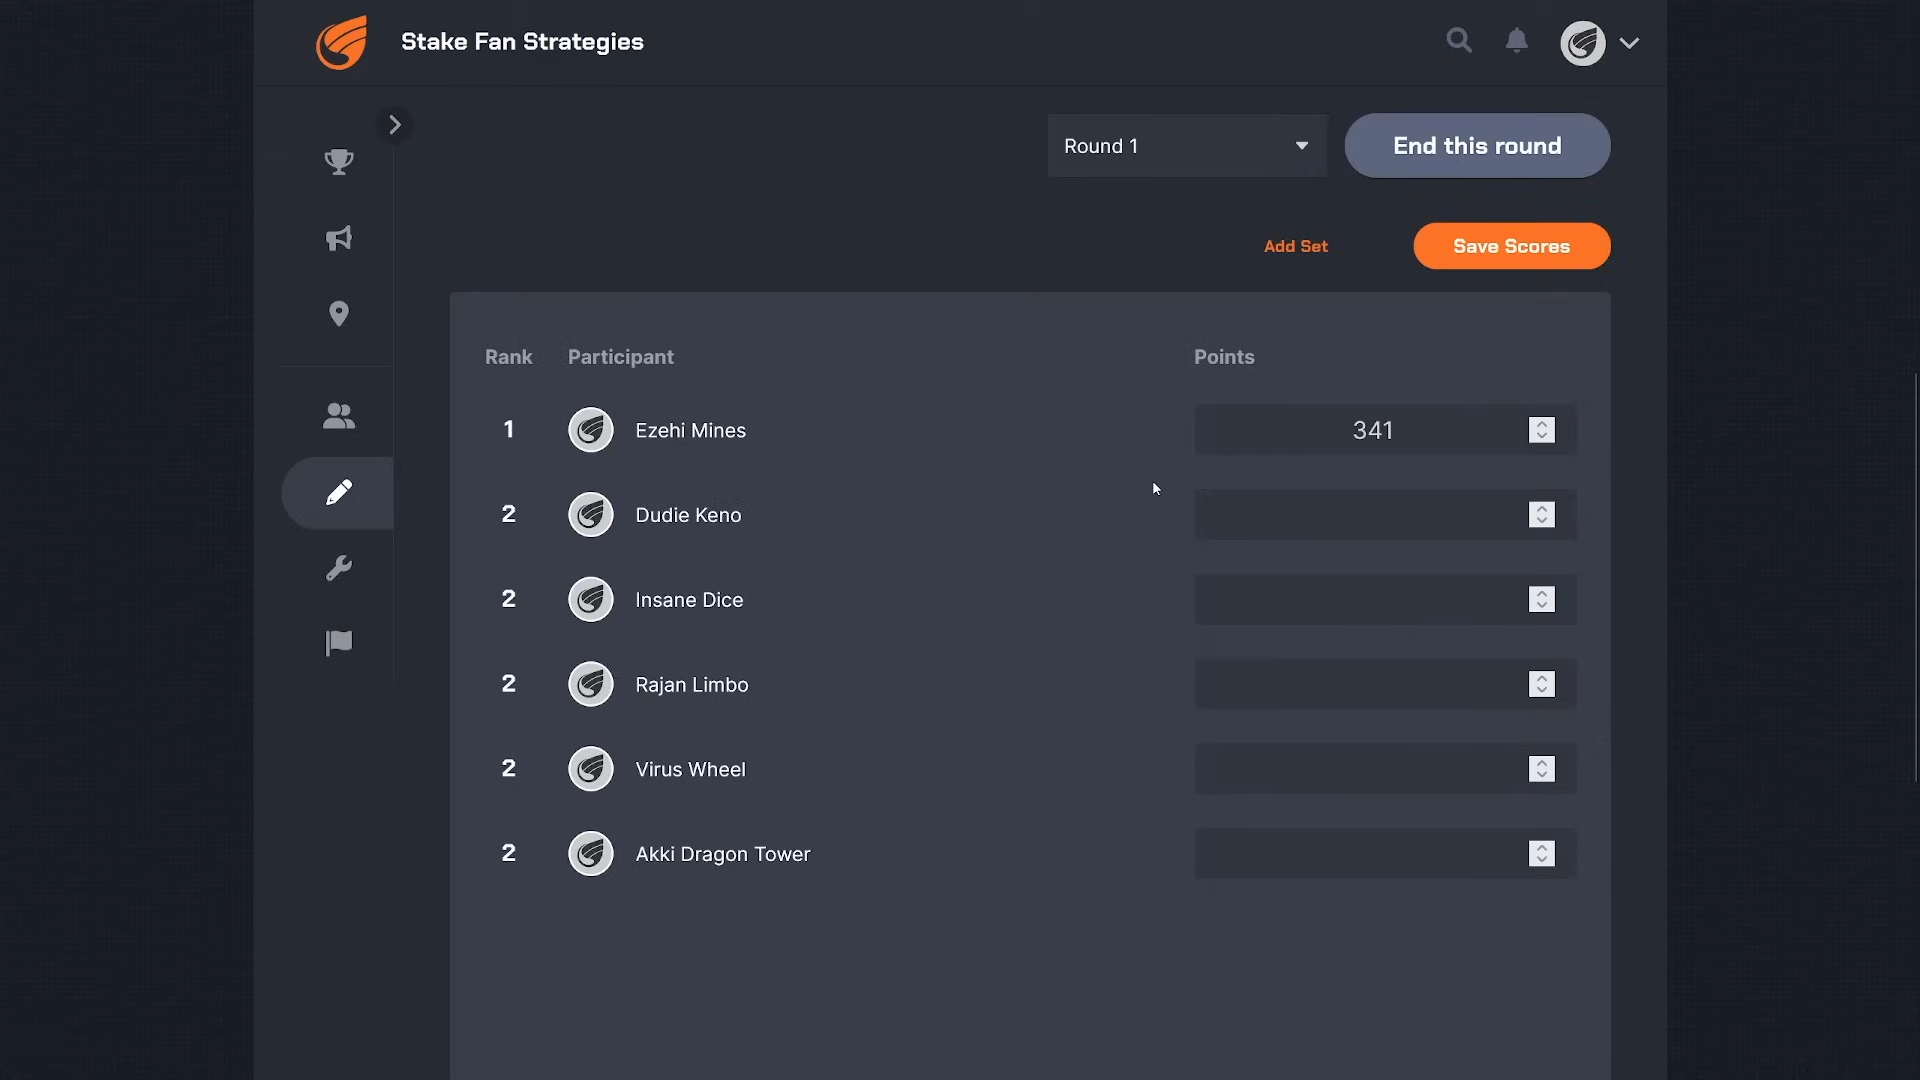 Stake Fan Strategies
Round 1
End this round
Add Set
Save Scores
Rank Participant Points
1 Ezehi Mines 341
2 Dudie Keno
2 Insane Dice
2 Rajan Limbo
2 Virus Wheel
2 Akki Dragon Tower